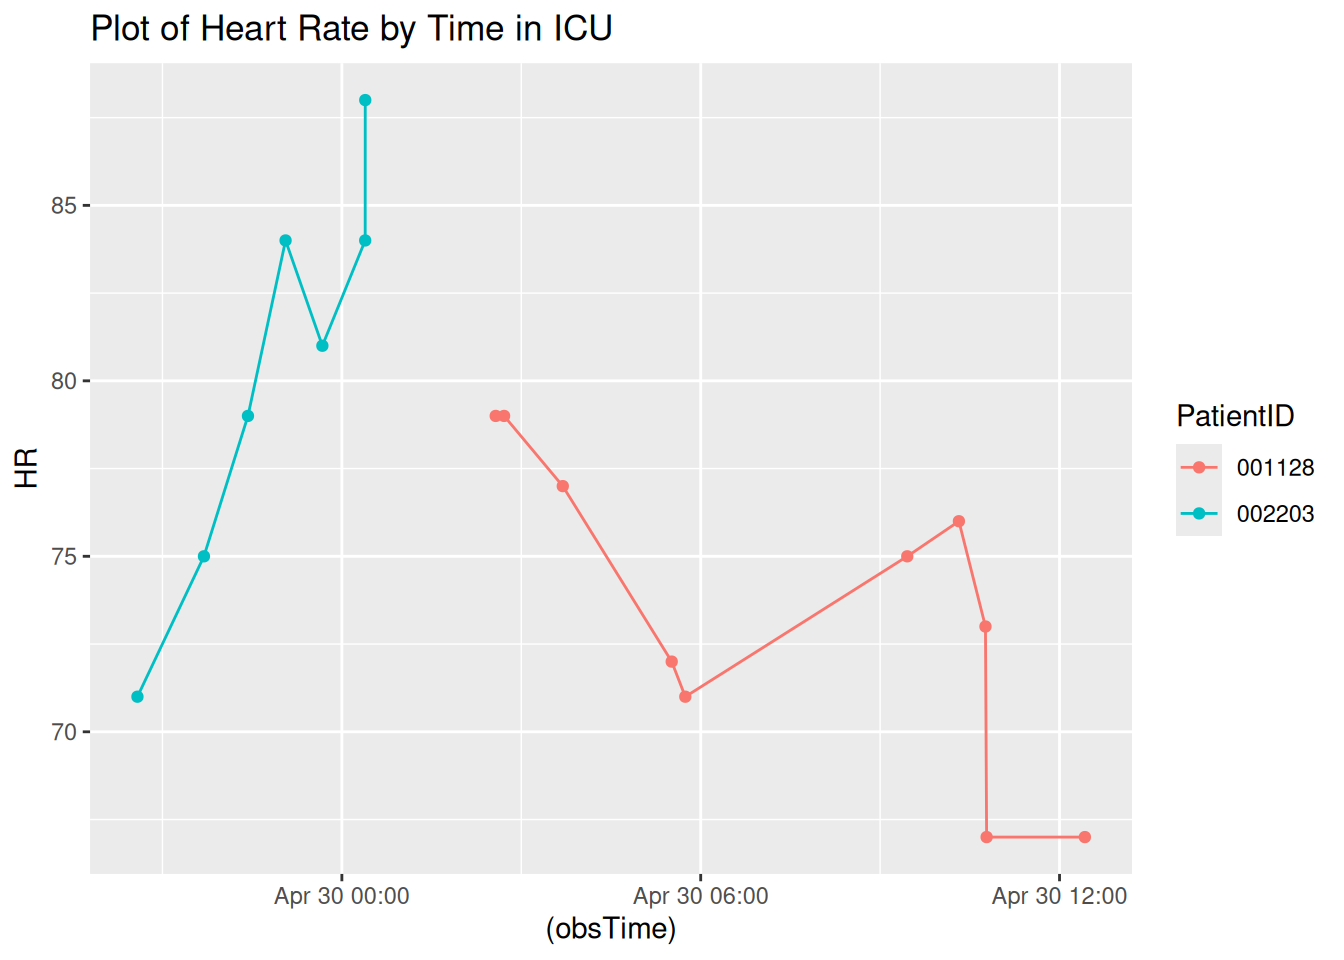 Plot of Heart Rate by Time in ICU
85
80
75
70
HR
Apr 30 00:00
Apr 30 06:00
Apr 30 12:00
(obsTime)
PatientID
001128
002203